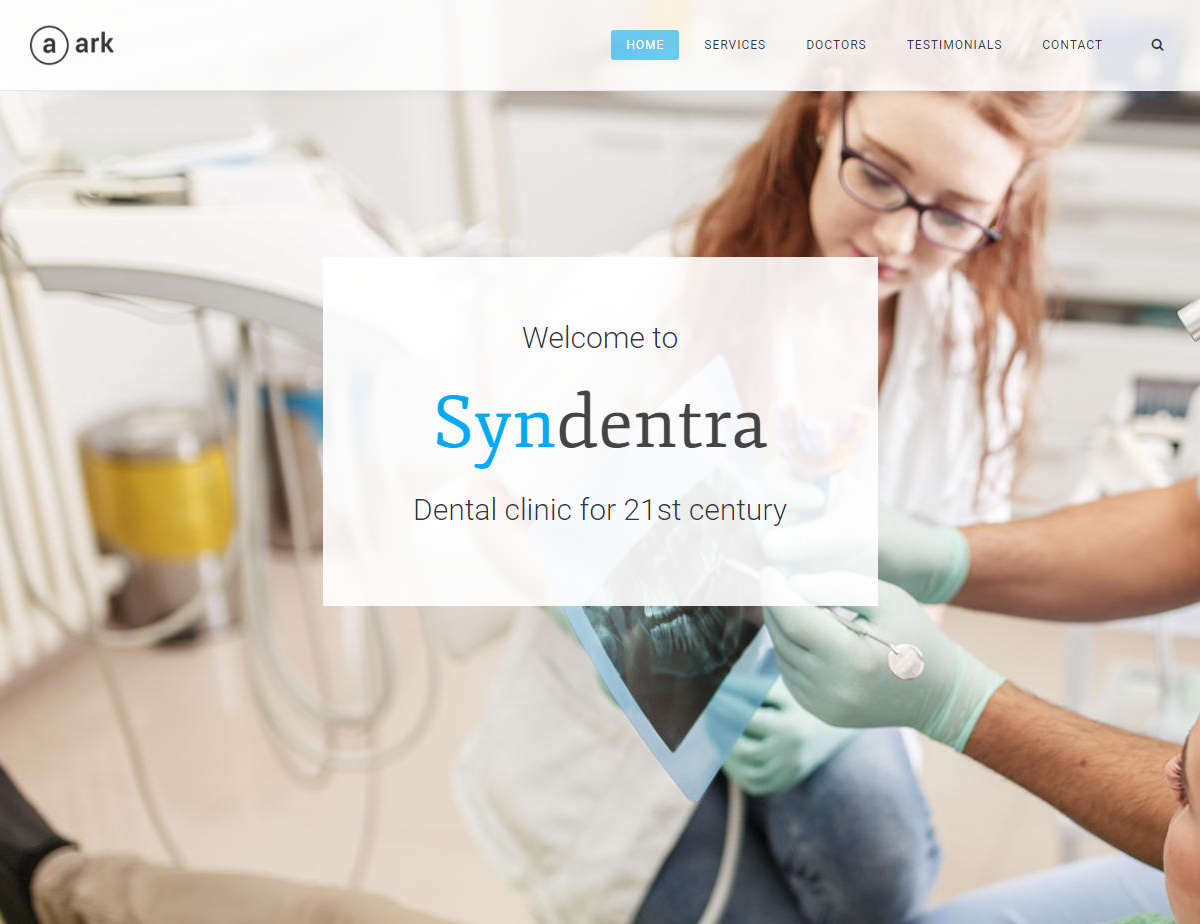 a ark
HOME SERVICES DOCTORS TESTIMONIALS CONTACT
Welcome to
Syndentra
Dental clinic for 21st century